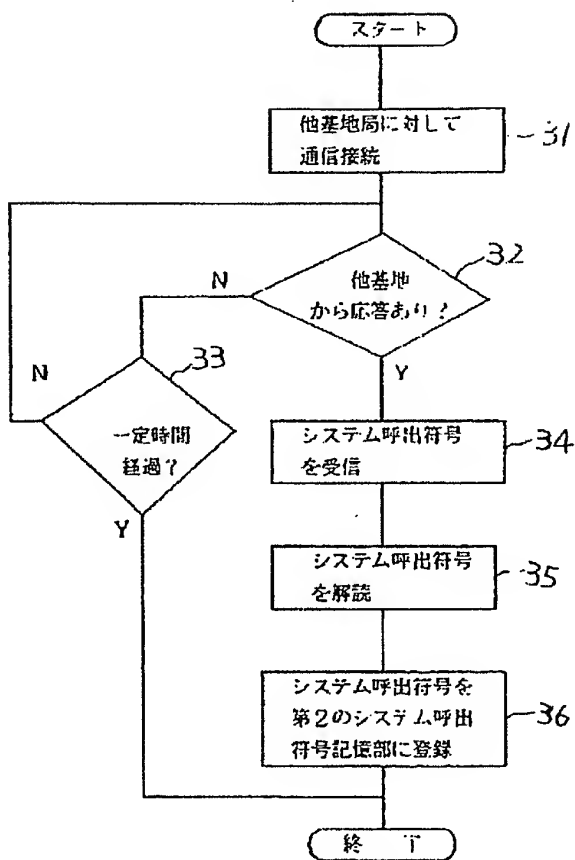 スタート
他基地局に対して
通信接続
31
他基地
から応答あり?
32
N
Y
33
N
一定時間
経過?
Y
システム呼出符号
を受信
34
システム呼出符号
を解読
35
システム呼出符号を
第2のシステム呼出
符号記憶部に登録
36
終 了